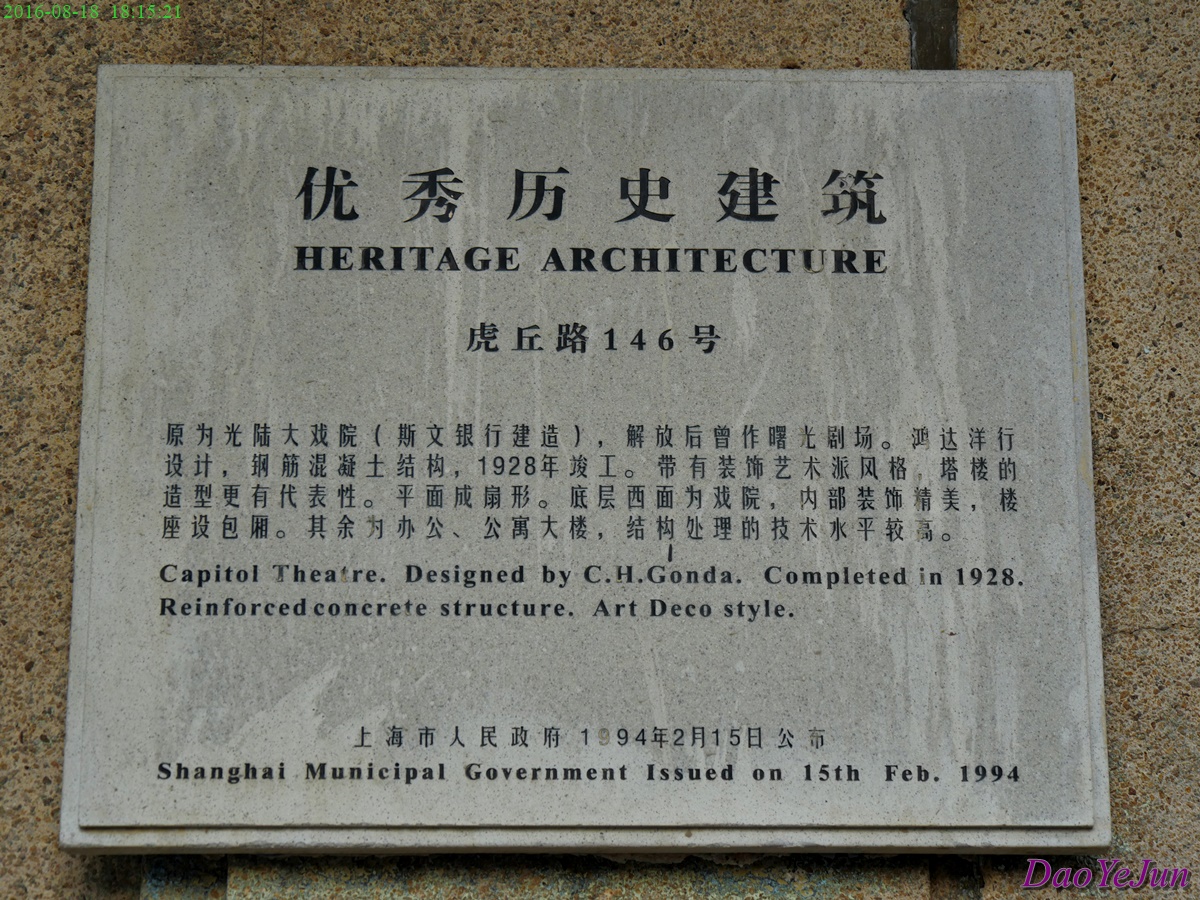 2016-08-18 18:15:21
优秀历史建筑
HERITAGE ARCHITECTURE
虎丘路146号
原为光陆大戏院(斯文银行建造)，解放后曾作曙光剧场。鸿达洋行
设计，钢筋混凝土结构，1928年竣工。带有装饰艺术派风格，塔楼的
造型更有代表性。平面成扇形。底层西面为戏院，内部装饰精美，楼
座设包厢。其余为办公、公寓大楼，结构处理的技术水平较高。
Capitol Theatre. Designed by C.H.Gonda. Completed in 1928.
Reinforced concrete structure. Art Deco style.
上海市人民政府 1994年2月15日公布
Shanghai Municipal Government Issued on 15th Feb. 1994
DaoYeJun